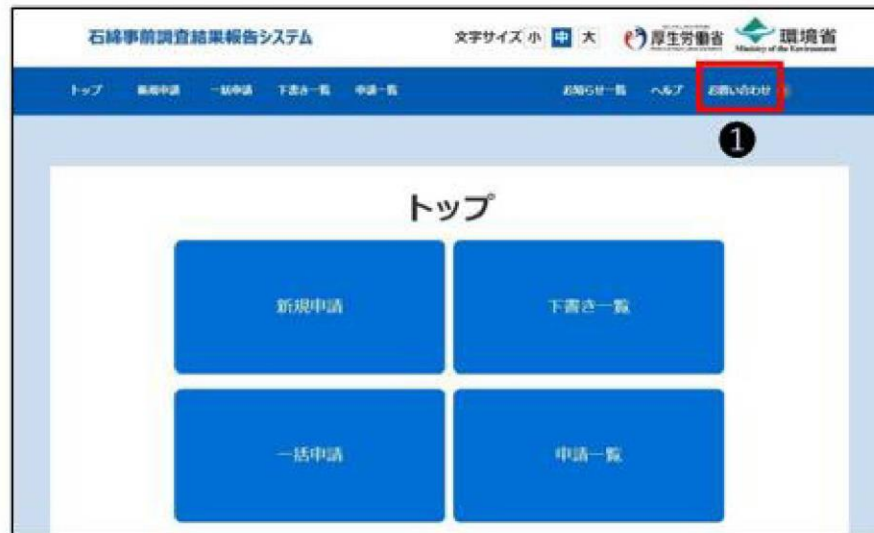 石綿事前調査結果報告システム
文字サイズ 小 中 大
厚生労働省
環境省
Ministry of the Environment
トップ 新規申請 一括申請 下書き一覧 申請一覧
お知らせ一覧 ヘルプ お問い合わせ
❶
トップ
新規申請
下書き一覧
一括申請
申請一覧